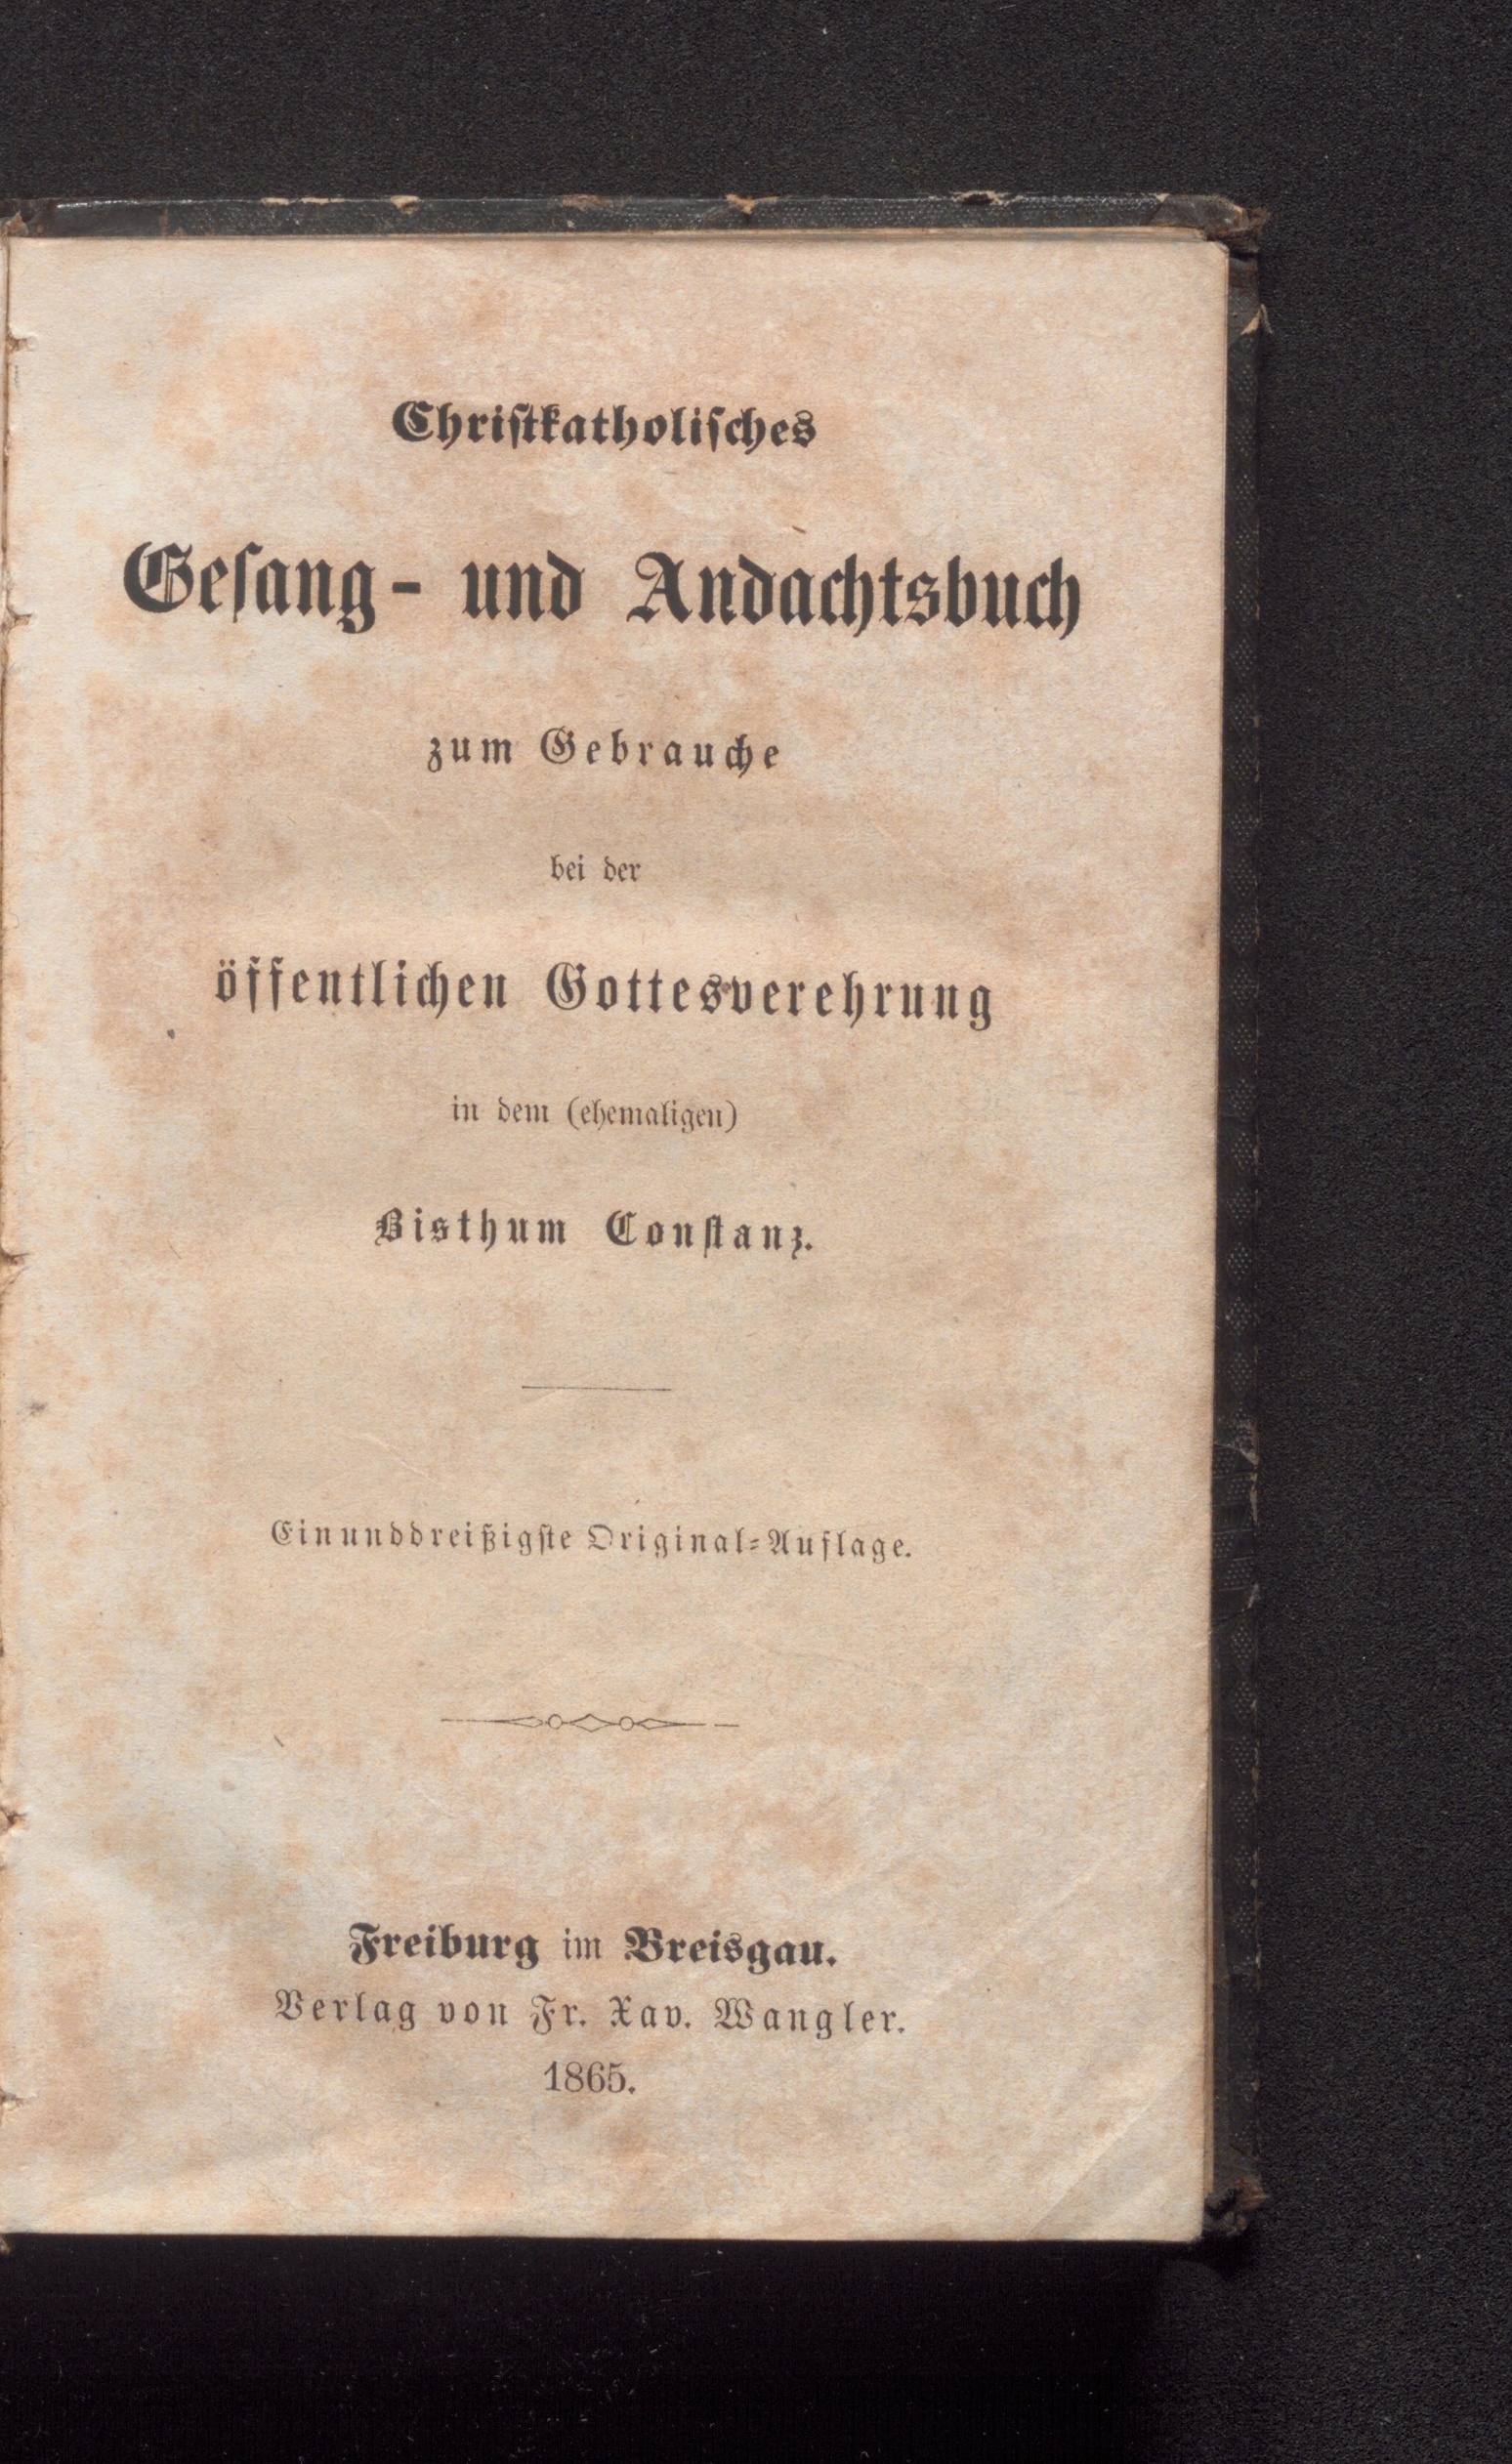 Christkatholisches
Gesang- und Andachtsbuch
zum Gebrauche
bei der
öffentlichen Gottesverehrung
in dem (ehemaligen)
Bisthum Constanz.
Einunddreißigste Original-Auflage.
Freiburg im Breisgau.
Verlag von Fr. Xav. Wangler.
1865.